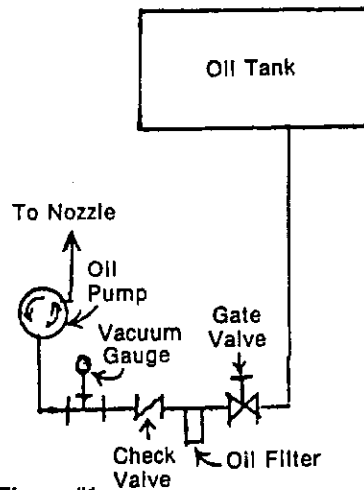 Oil Tank
To Nozzle
Oil
Pump
Vacuum
Gauge
Gate
Valve
Check
Valve
Oil Filter